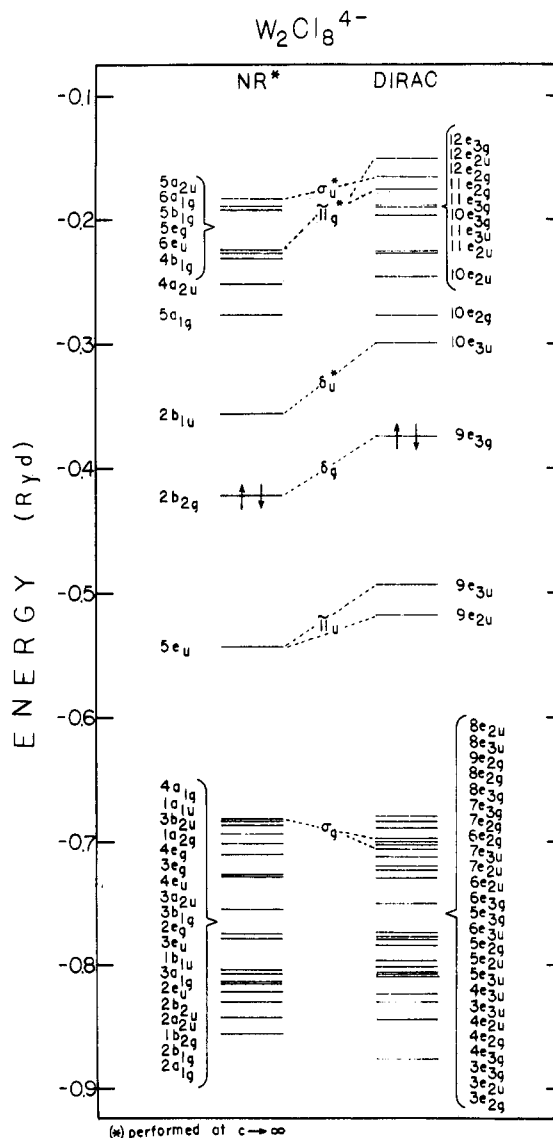 W₂Cl₈⁴⁻
NR* DIRAC
ENERGY (Ryd)
-0.1
-0.2
-0.3
-0.4
-0.5
-0.6
-0.7
-0.8
-0.9
5a₂ᵤ
6a₁g
5b₁g
5eg
6eᵤ
4b₁g
4a₂ᵤ
5a₁g
2b₁ᵤ
2b₂g
5eᵤ
4a₁g
1a₁ᵤ
3b₂ᵤ
1a₂g
4eg
3eg
4eᵤ
3a₂ᵤ
3b₁g
2eg
3eᵤ
1b₁ᵤ
3a₁g
2eᵤ
2b₂ᵤ
2a₂ᵤ
1b₂g
2b₁g
2a₁g
σᵤ*
π̃g*
δᵤ*
δg
π̃ᵤ
σg
12e₃g
12e₂ᵤ
12e₂g
11e₂g
11e₃g
10e₃g
11e₃ᵤ
11e₂ᵤ
10e₂ᵤ
10e₂g
10e₃ᵤ
9e₃g
9e₃ᵤ
9e₂ᵤ
8e₂ᵤ
8e₃ᵤ
9e₂g
8e₂g
8e₃g
7e₃g
7e₂g
6e₂g
7e₃ᵤ
7e₂ᵤ
6e₂ᵤ
6e₃g
5e₃g
6e₃ᵤ
5e₂g
5e₂ᵤ
5e₃ᵤ
4e₃ᵤ
3e₃ᵤ
4e₂ᵤ
4e₂g
4e₃g
3e₃g
3e₂ᵤ
3e₂g
(*) performed at c→∞